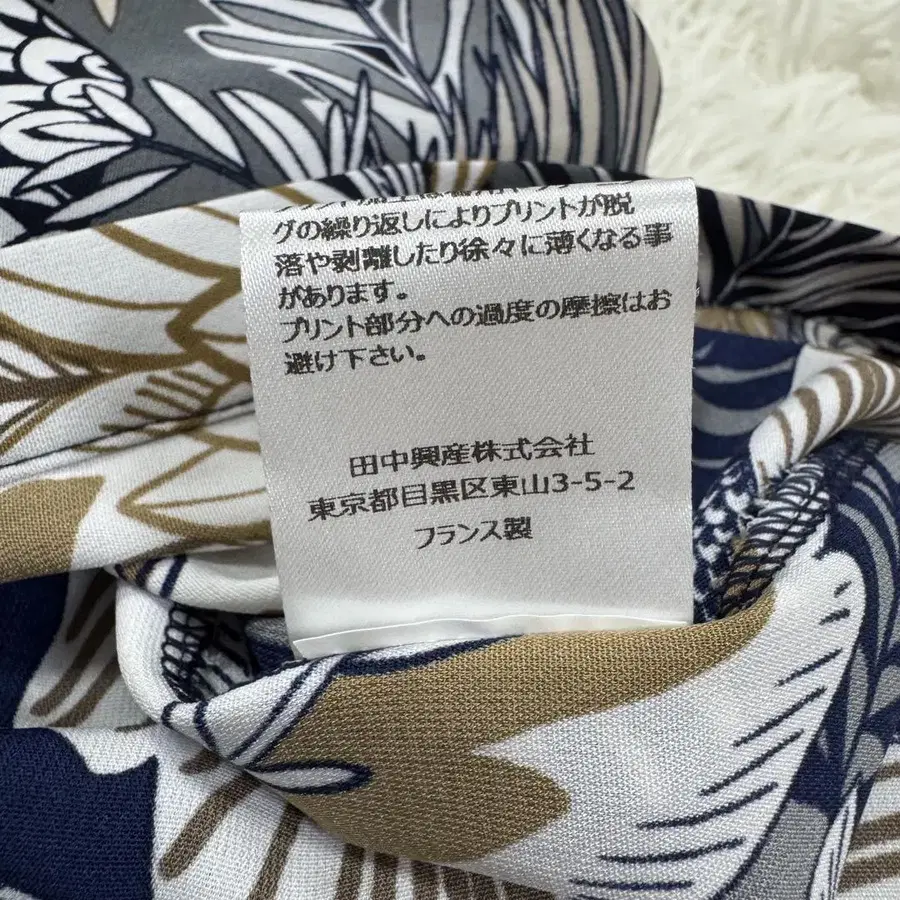 グの繰り返しによりプリントが脱
落や剥離したり徐々に薄くなる事
があります。
プリント部分への過度の摩擦はお
避け下さい。
田中興産株式会社
東京都目黒区東山3-5-2
フランス製